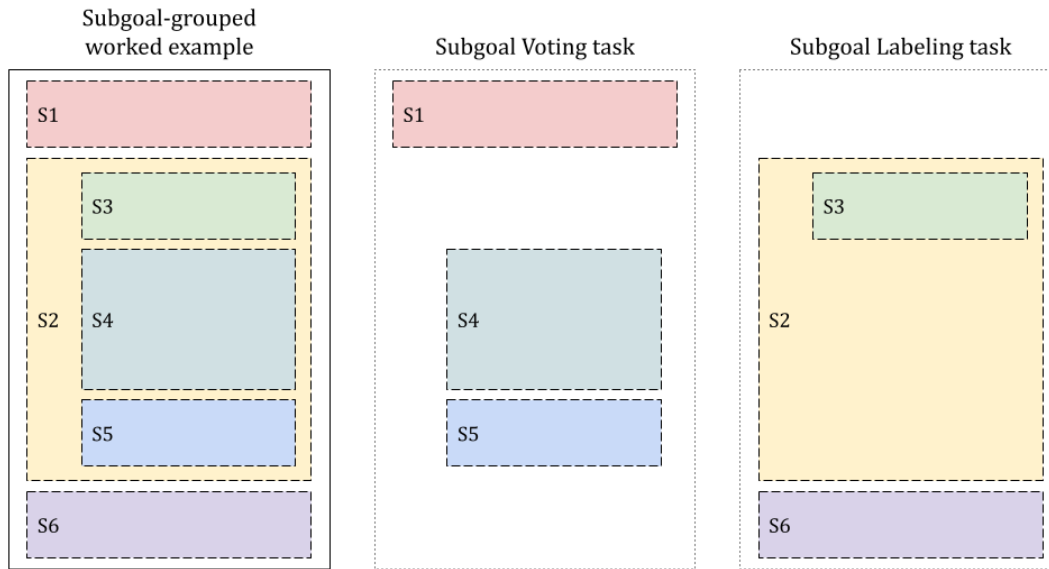 Subgoal-grouped
worked example
S1
S3
S2
S4
S5
S6
Subgoal Voting task
S1
S4
S5
Subgoal Labeling task
S3
S2
S6